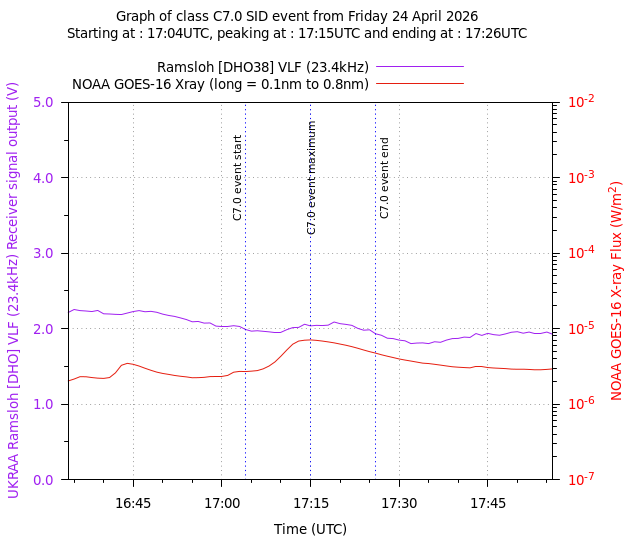 Graph of class C7.0 SID event from Friday 24 April 2026
Starting at : 17:04UTC, peaking at : 17:15UTC and ending at : 17:26UTC
Ramsloh [DHO38] VLF (23.4kHz)
NOAA GOES-16 Xray (long = 0.1nm to 0.8nm)
UKRAA Ramsloh [DHO] VLF (23.4kHz) Receiver signal output (V)
5.0
4.0
3.0
2.0
1.0
0.0
C7.0 event start
C7.0 event maximum
C7.0 event end
10-2
10-3
10-4
10-5
10-6
10-7
NOAA GOES-16 X-ray Flux (W/m2)
16:45 17:00 17:15 17:30 17:45
Time (UTC)